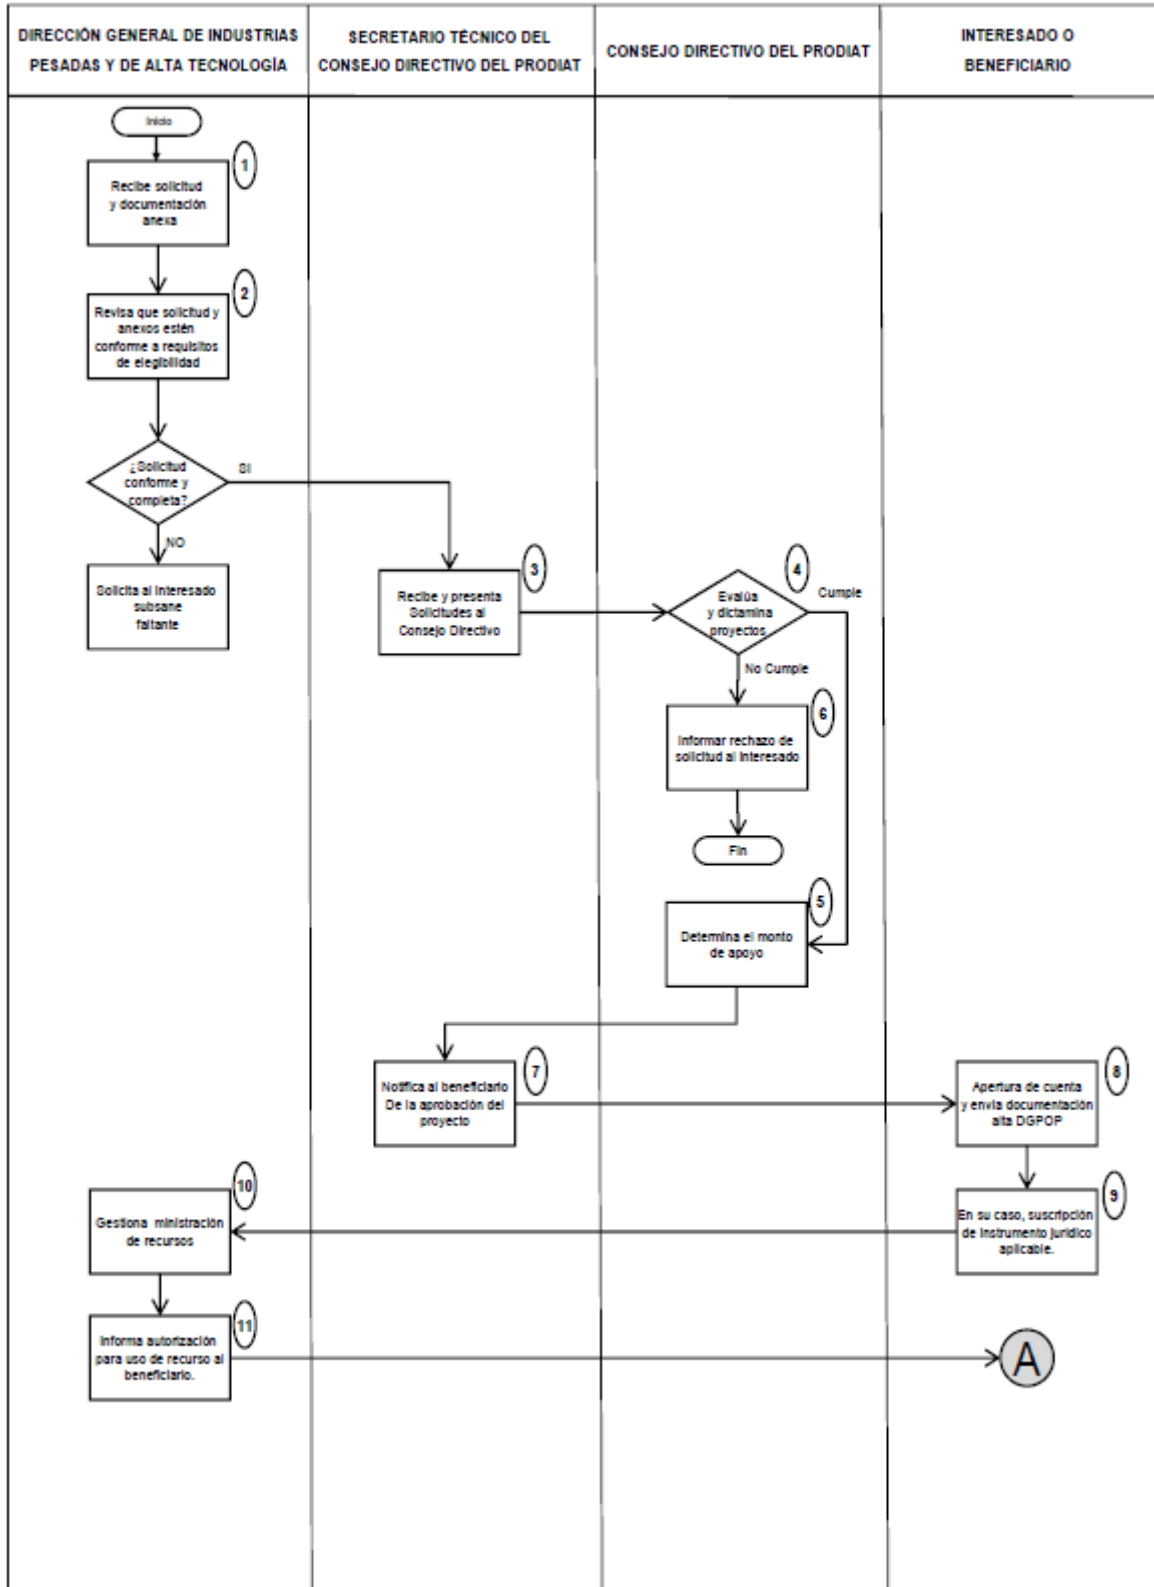 DIRECCIÓN GENERAL DE INDUSTRIAS
PESADAS Y DE ALTA TECNOLOGÍA
SECRETARIO TÉCNICO DEL
CONSEJO DIRECTIVO DEL PRODIAT
CONSEJO DIRECTIVO DEL PRODIAT
INTERESADO O
BENEFICIARIO
Inicio
1
Recibe solicitud
y documentación
anexa
2
Revisa que solicitud y
anexos estén
conforme a requisitos
de elegibilidad
¿Solicitud
conforme y
completa?
SI
NO
Solicita al Interesado
subsane
faltante
3
Recibe y presenta
Solicitudes al
Consejo Directivo
4
Evalúa
y dictamina
proyectos
Cumple
No Cumple
6
Informar rechazo de
solicitud al Interesado
Fin
5
Determina el monto
de apoyo
7
Notifica al beneficiario
De la aprobación del
proyecto
8
Apertura de cuenta
y envía documentación
alta DGPOP
9
En su caso, suscripción
de Instrumento jurídico
aplicable.
10
Gestiona ministración
de recursos
11
Informa autorización
para uso de recurso al
beneficiario.
A